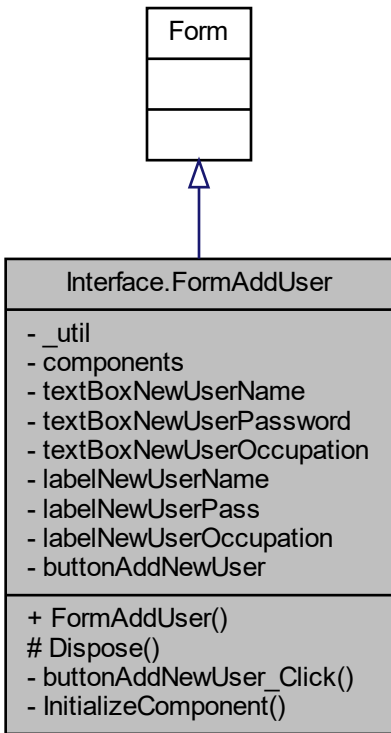 Form
Interface.FormAddUser
- _util
- components
- textBoxNewUserName
- textBoxNewUserPassword
- textBoxNewUserOccupation
- labelNewUserName
- labelNewUserPass
- labelNewUserOccupation
- buttonAddNewUser
+ FormAddUser()
# Dispose()
- buttonAddNewUser_Click()
- InitializeComponent()